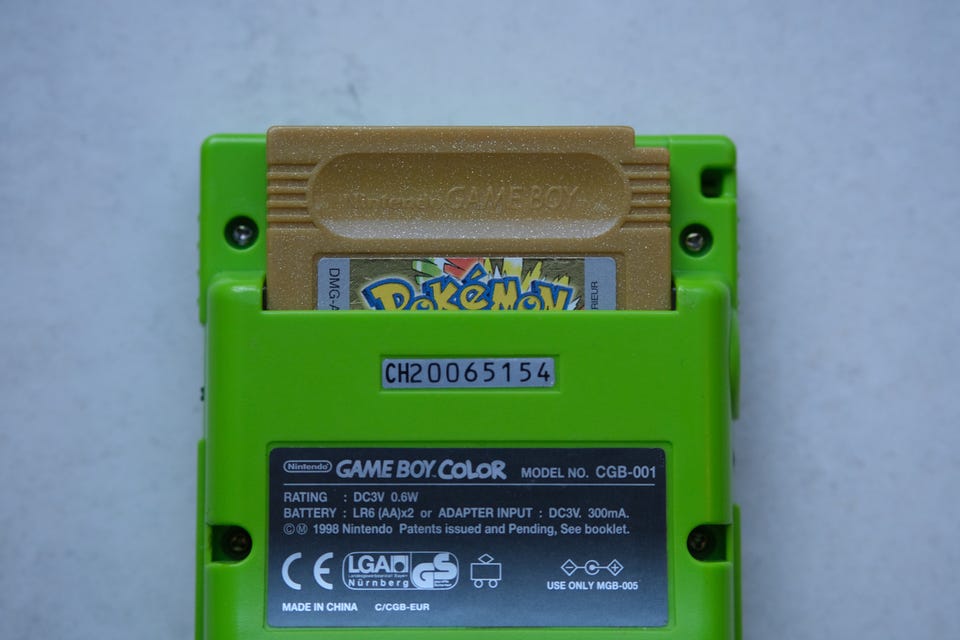 Nintendo GAME BOY
DMG-A
RIEUR
POKéMON
CH20065154
Nintendo GAME BOY COLOR MODEL NO. CGB-001
RATING : DC3V 0.6W
BATTERY : LR6 (AA)x2 or ADAPTER INPUT : DC3V. 300mA.
©Ⓜ 1998 Nintendo Patents issued and Pending, See booklet.
CE LGA Nürnberg GS
USE ONLY MGB-005
MADE IN CHINA C/CGB-EUR